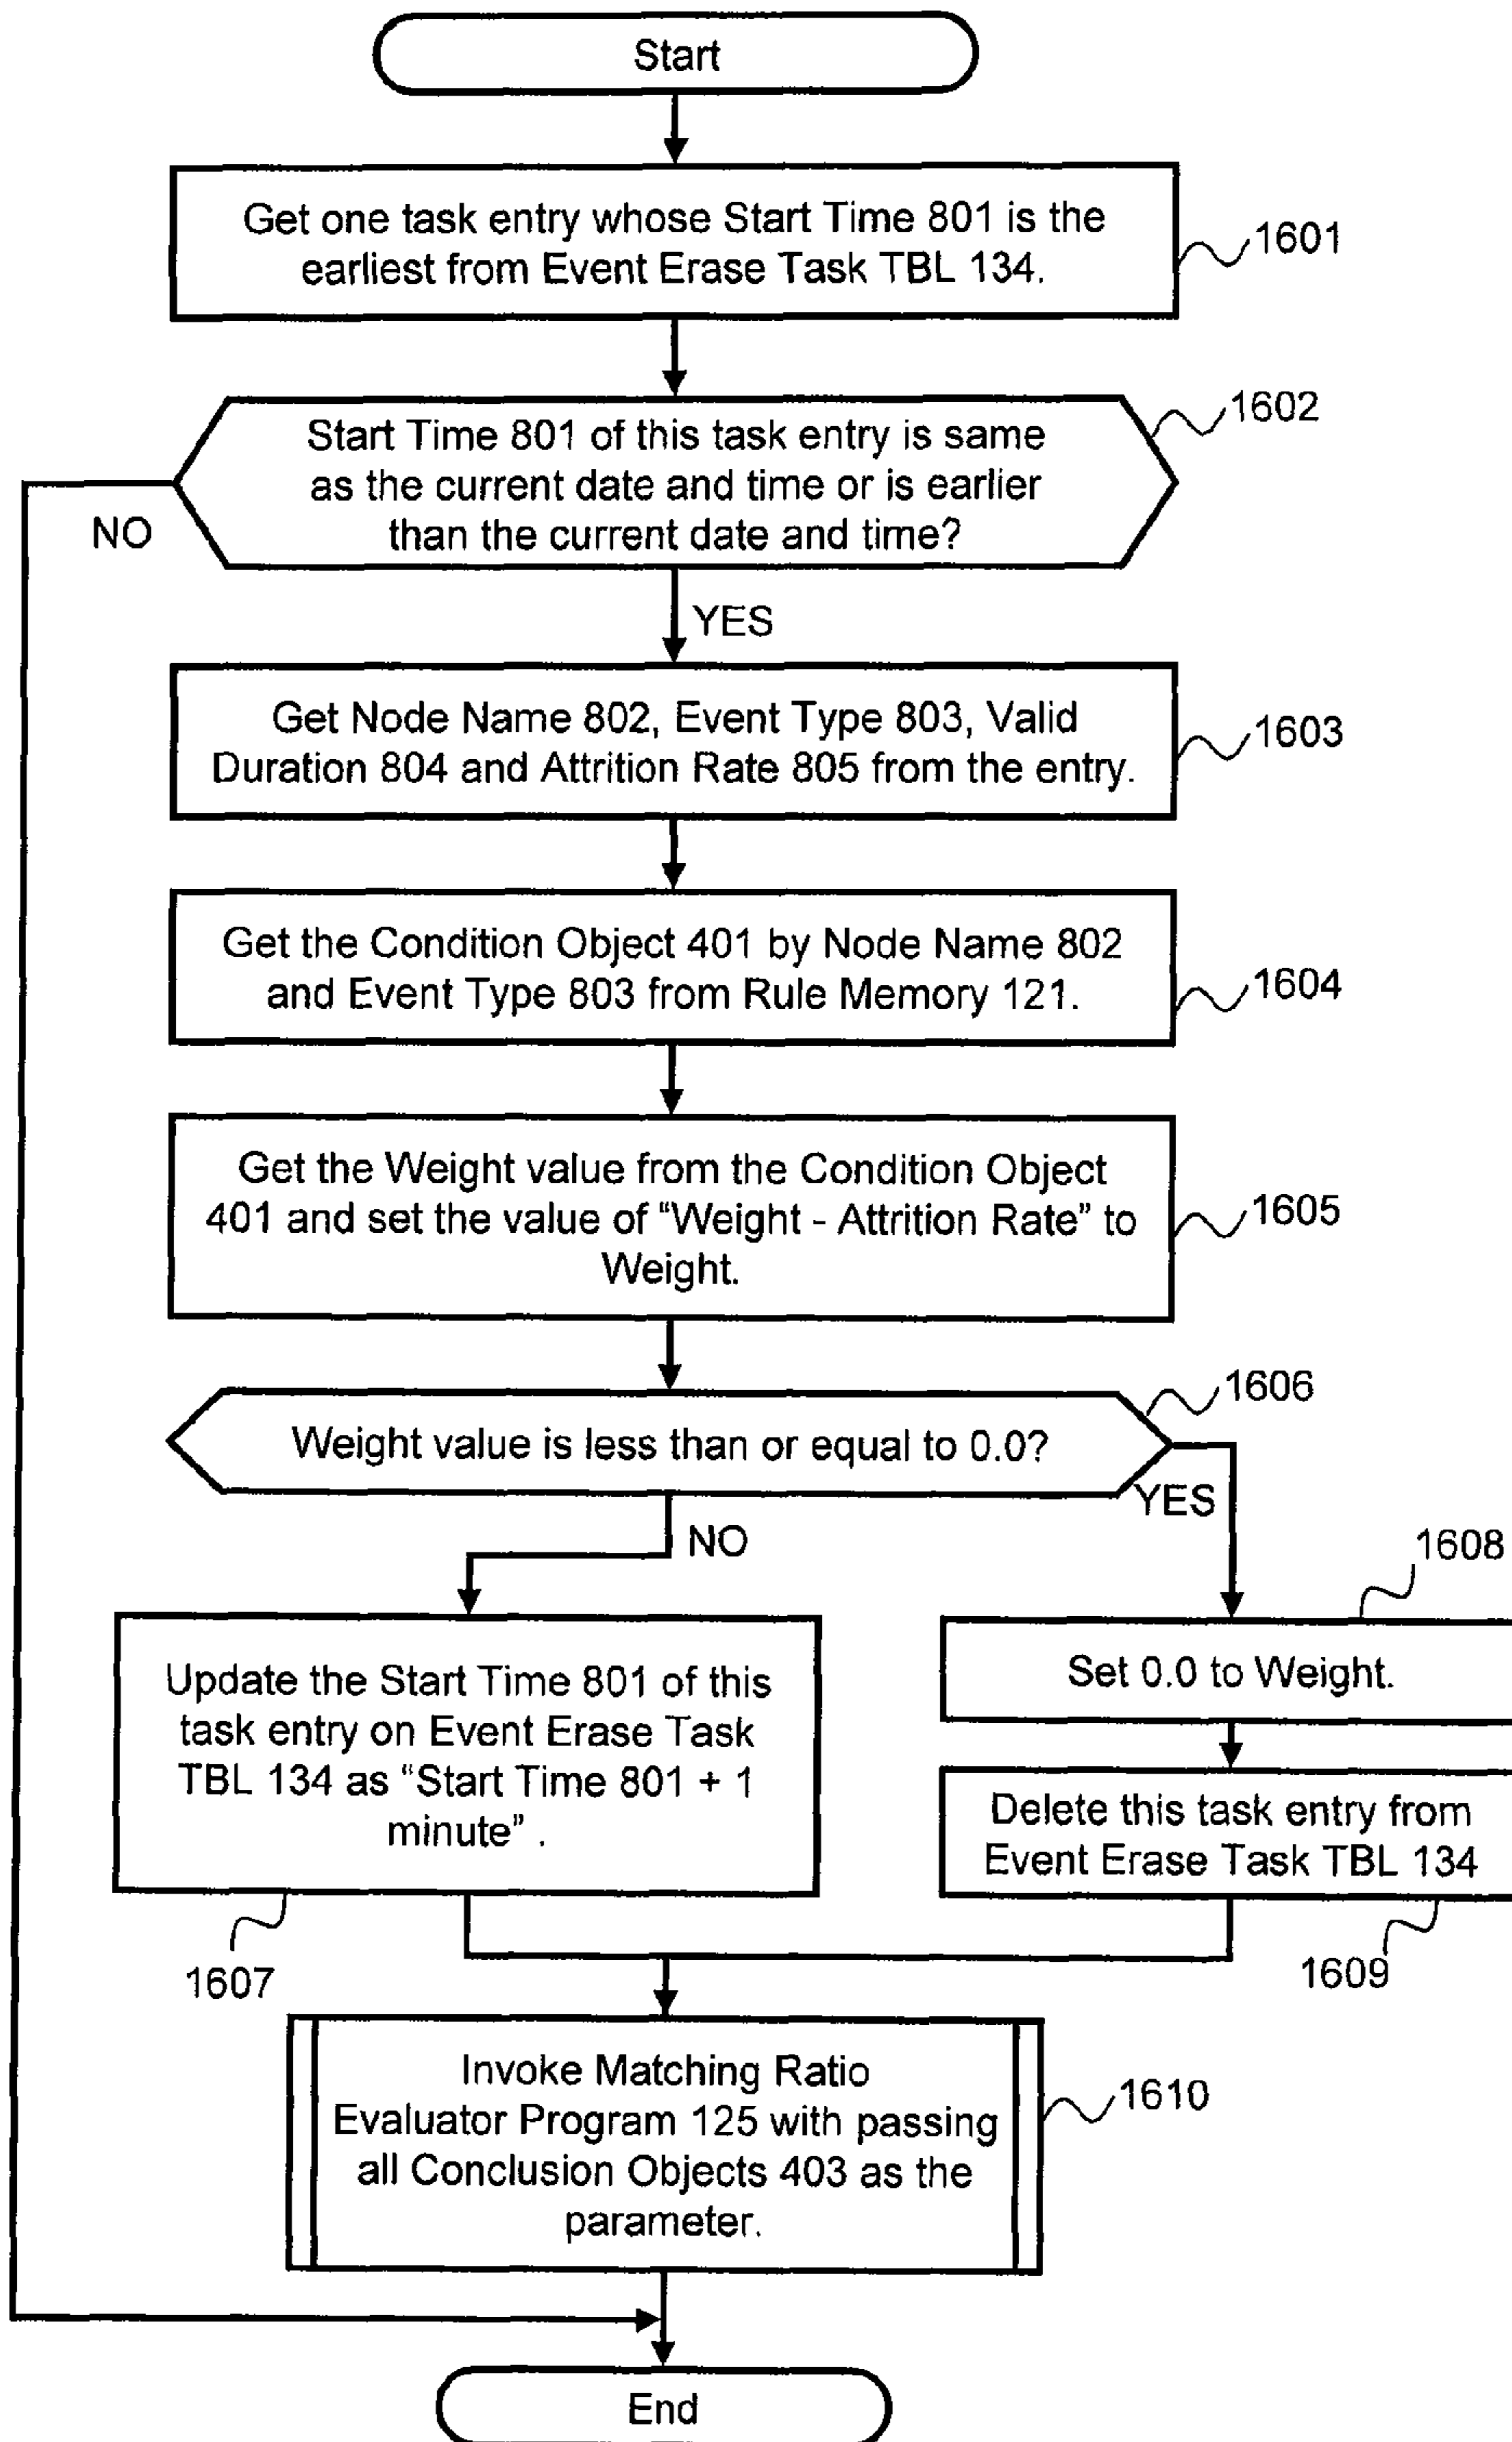 Start
Get one task entry whose Start Time 801 is the
earliest from Event Erase Task TBL 134.
1601
1602
Start Time 801 of this task entry is same
as the current date and time or is earlier
than the current date and time?
NO
YES
Get Node Name 802, Event Type 803, Valid
Duration 804 and Attrition Rate 805 from the entry.
1603
Get the Condition Object 401 by Node Name 802
and Event Type 803 from Rule Memory 121.
1604
Get the Weight value from the Condition Object
401 and set the value of “Weight - Attrition Rate” to
Weight.
1605
1606
Weight value is less than or equal to 0.0?
YES
NO
1608
Update the Start Time 801 of this
task entry on Event Erase Task
TBL 134 as “Start Time 801 + 1
minute” .
Set 0.0 to Weight.
Delete this task entry from
Event Erase Task TBL 134
1607
1609
Invoke Matching Ratio
Evaluator Program 125 with passing
all Conclusion Objects 403 as the
parameter.
1610
End